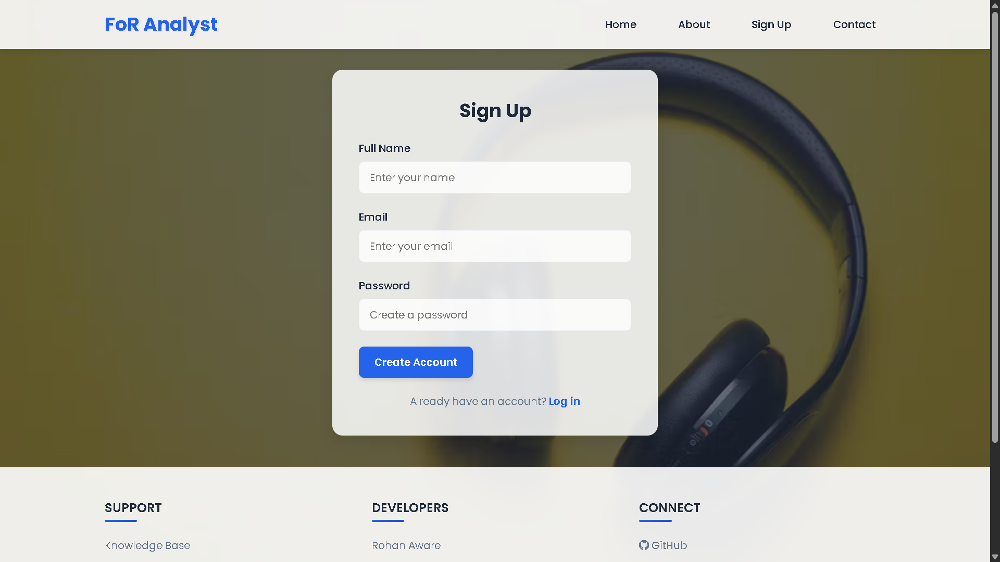 FoR Analyst
Home About Sign Up Contact
Sign Up
Full Name
Enter your name
Email
Enter your email
Password
Create a password
Create Account
Already have an account? Log in
SUPPORT
Knowledge Base
DEVELOPERS
Rohan Aware
CONNECT
GitHub